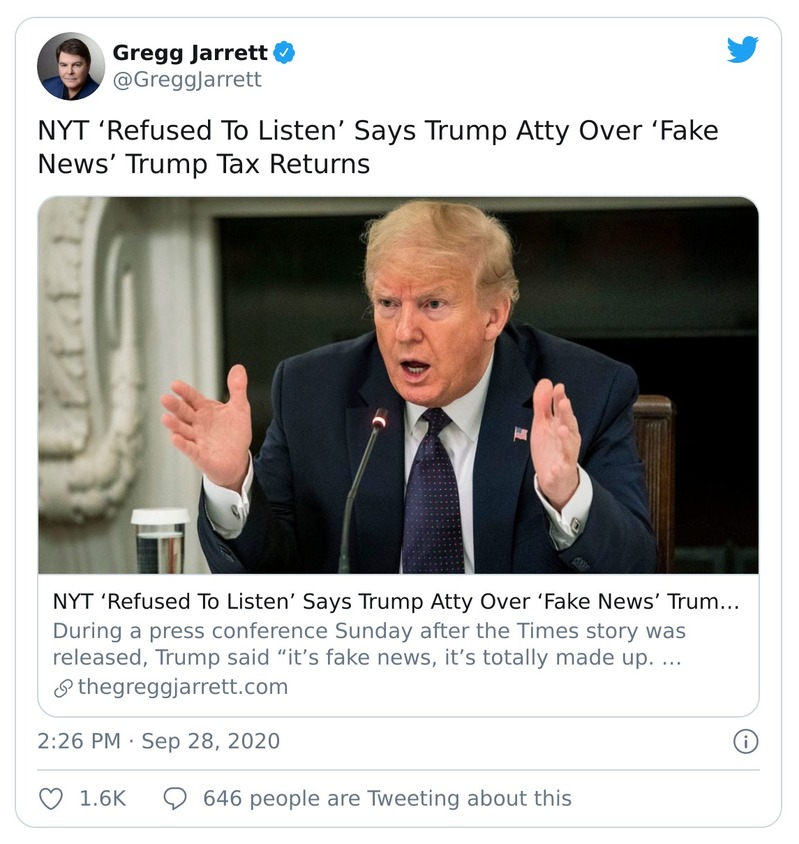 Gregg Jarrett
@GreggJarrett
NYT ‘Refused To Listen’ Says Trump Atty Over ‘Fake
News’ Trump Tax Returns
NYT ‘Refused To Listen’ Says Trump Atty Over ‘Fake News’ Trum…
During a press conference Sunday after the Times story was
released, Trump said “it’s fake news, it’s totally made up. …
thegreggjarrett.com
2:26 PM · Sep 28, 2020
1.6K 646 people are Tweeting about this